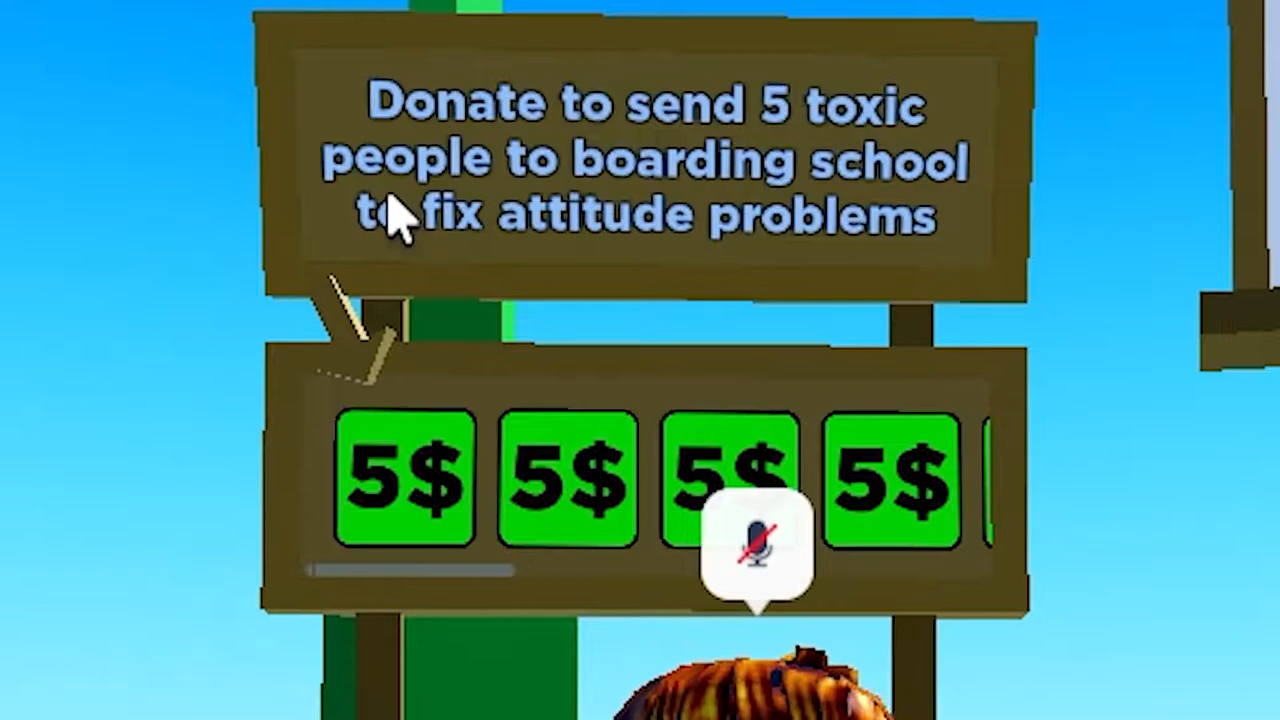 Donate to send 5 toxic
people to boarding school
to fix attitude problems
5$ 5$ 5$ 5$